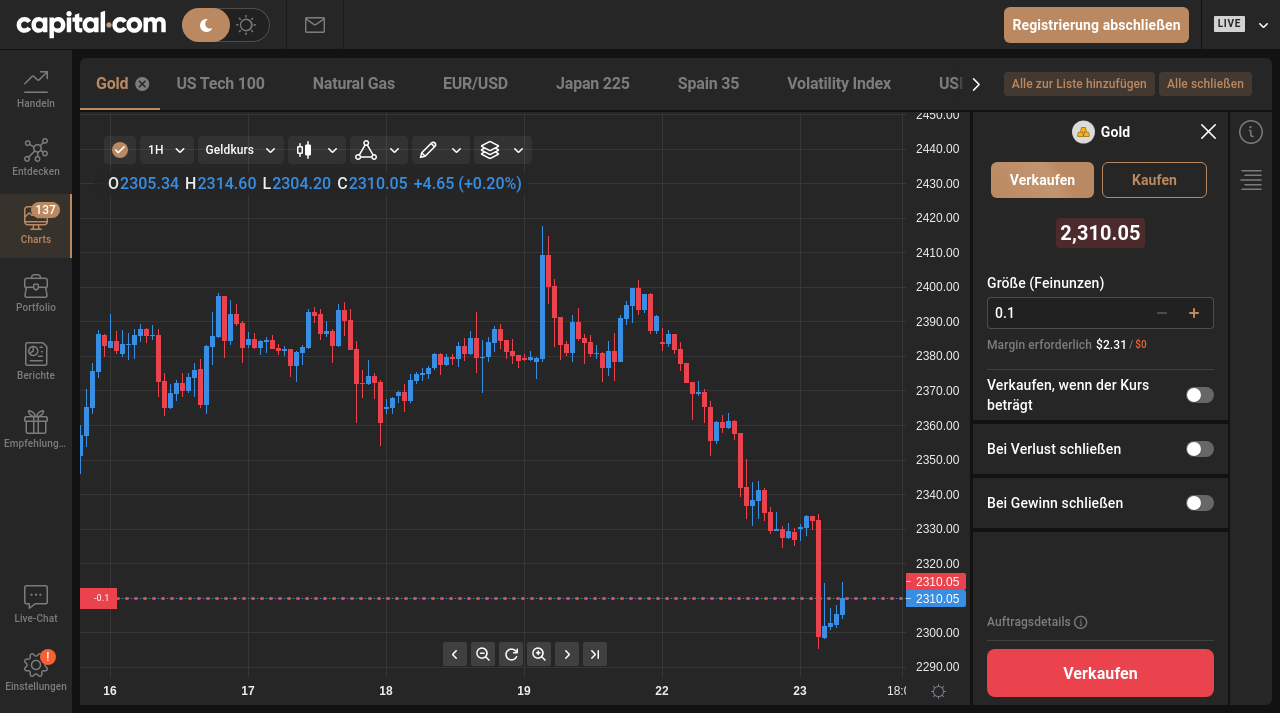 capital.com
Registrierung abschließen
LIVE
Handeln
Entdecken
137
Charts
Portfolio
Berichte
Empfehlung...
Live-Chat
!
Einstellungen
Gold
US Tech 100
Natural Gas
EUR/USD
Japan 225
Spain 35
Volatility Index
Alle zur Liste hinzufügen
Alle schließen
1H
Geldkurs
O2305.34 H2314.60 L2304.20 C2310.05 +4.65 (+0.20%)
2450.00
2440.00
2430.00
2420.00
2410.00
2400.00
2390.00
2380.00
2370.00
2360.00
2350.00
2340.00
2330.00
2320.00
2310.05
2310.05
2300.00
2290.00
-0.1
16
17
18
19
22
23
Gold
Verkaufen
Kaufen
2,310.05
Größe (Feinunzen)
0.1
Margin erforderlich $2.31 / $0
Verkaufen, wenn der Kurs
beträgt
Bei Verlust schließen
Bei Gewinn schließen
Auftragsdetails
Verkaufen